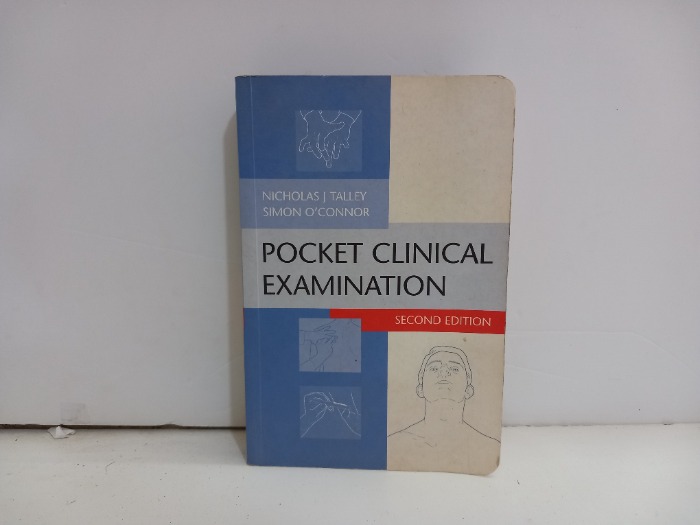 NICHOLAS J TALLEY
SIMON O'CONNOR
POCKET CLINICAL
EXAMINATION
SECOND EDITION